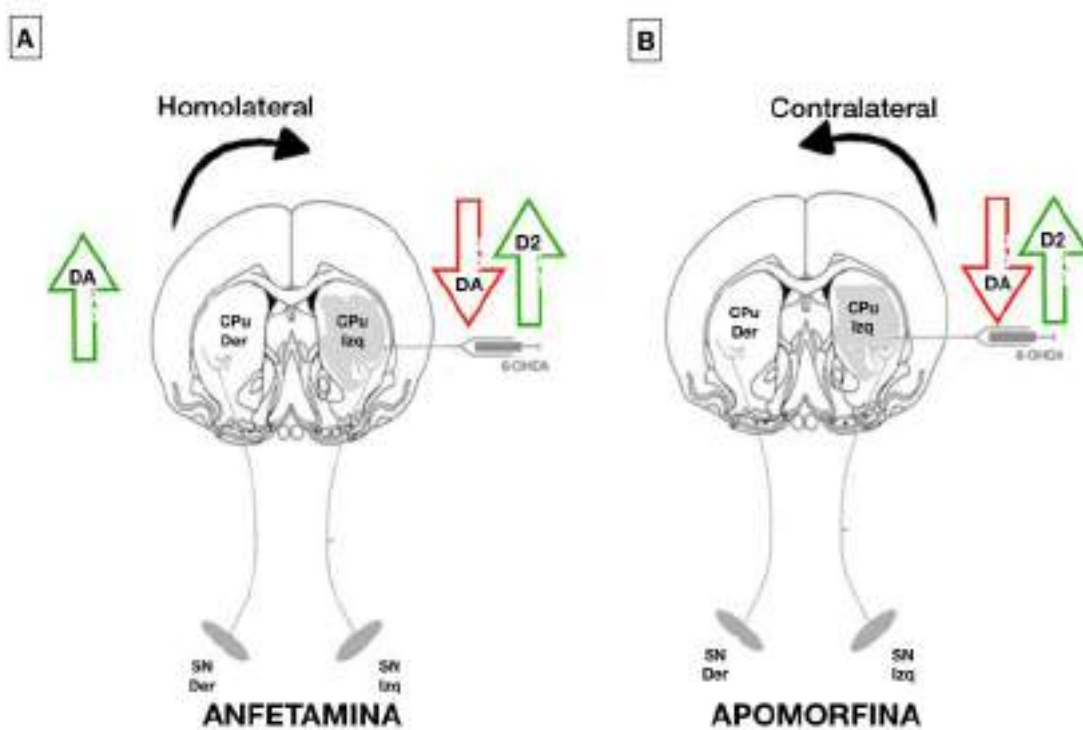 A
Homolateral
DA
DA
D2
CPu
Der
CPu
Izq
6-OHDA
SN
Der
SN
Izq
ANFETAMINA
B
Contralateral
DA
D2
CPu
Der
CPu
Izq
6-OHDA
SN
Der
SN
Izq
APOMORFINA